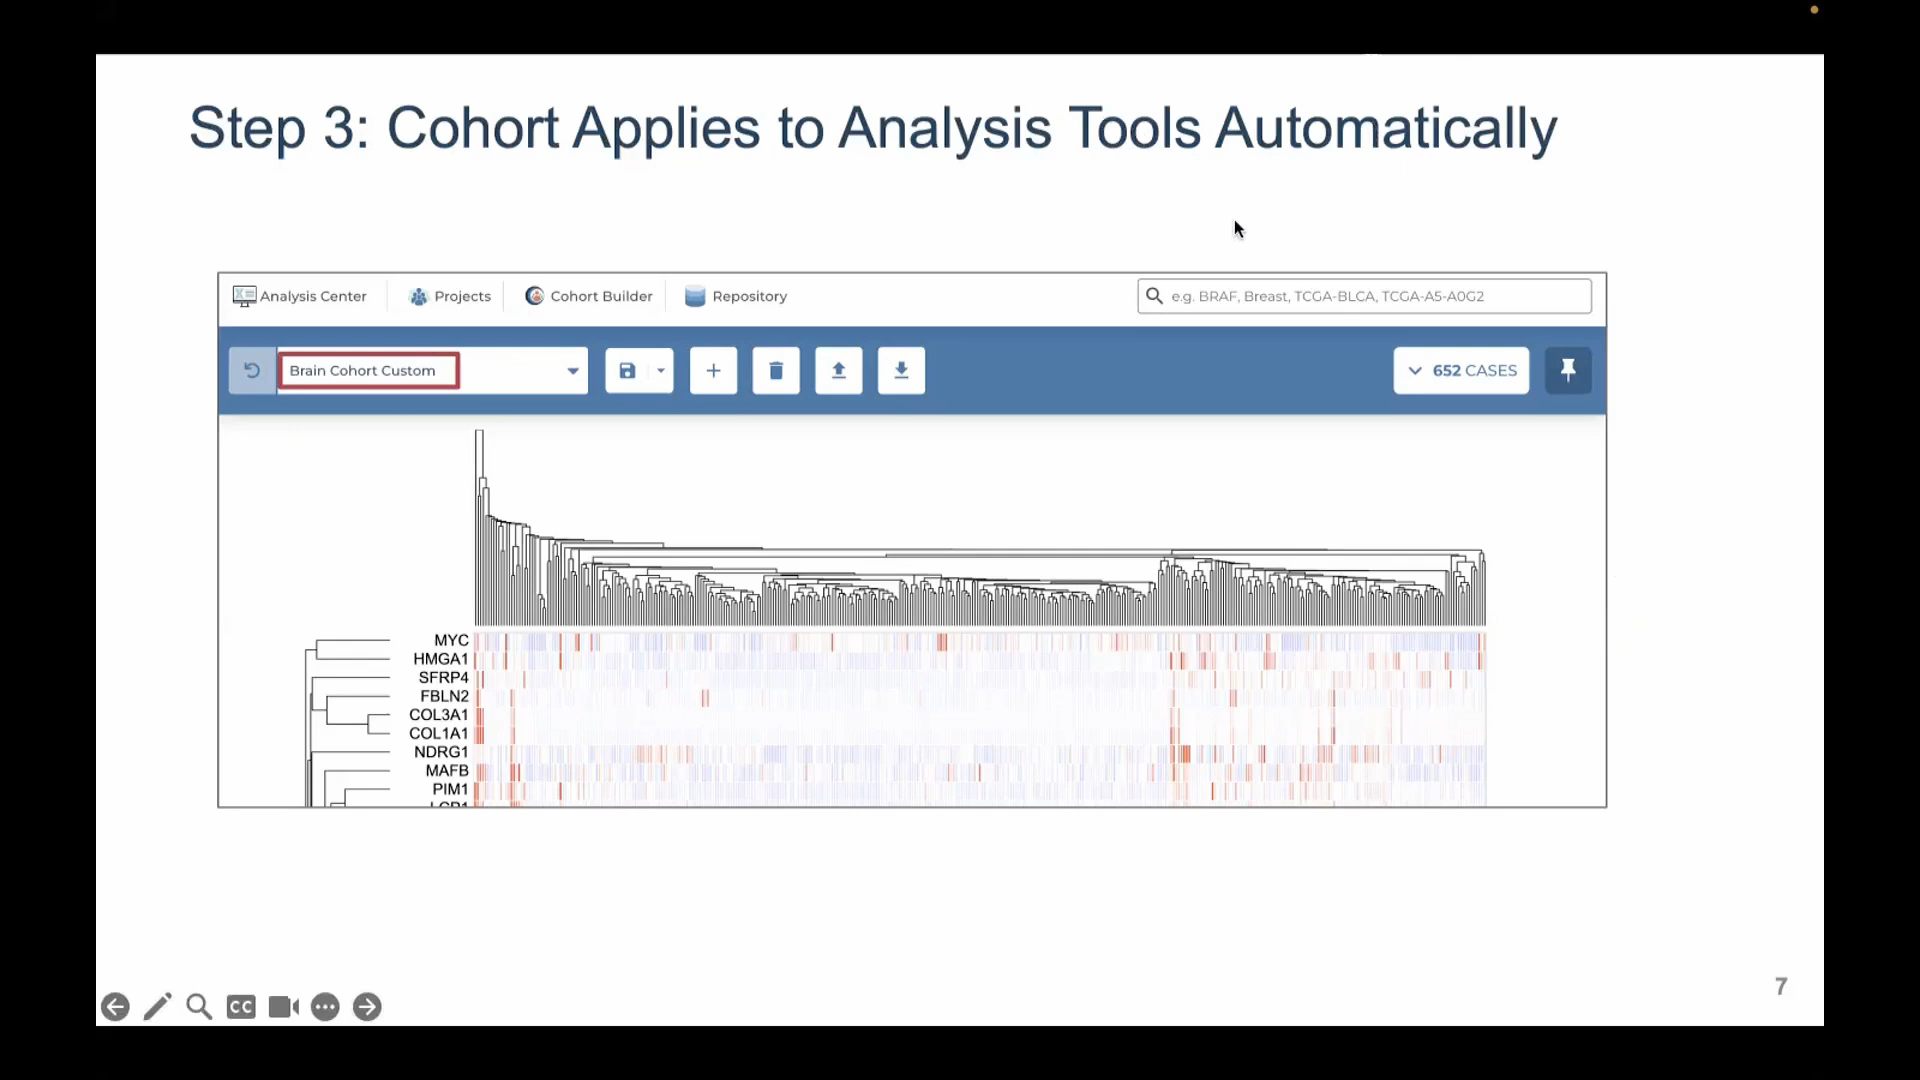 Step 3: Cohort Applies to Analysis Tools Automatically
Analysis Center
Projects
Cohort Builder
Repository
e.g. BRAF, Breast, TCGA-BLCA, TCGA-A5-A0G2
Brain Cohort Custom
652 CASES
MYC
HMGA1
SFRP4
FBLN2
COL3A1
COL1A1
NDRG1
MAFB
PIM1
CC
7